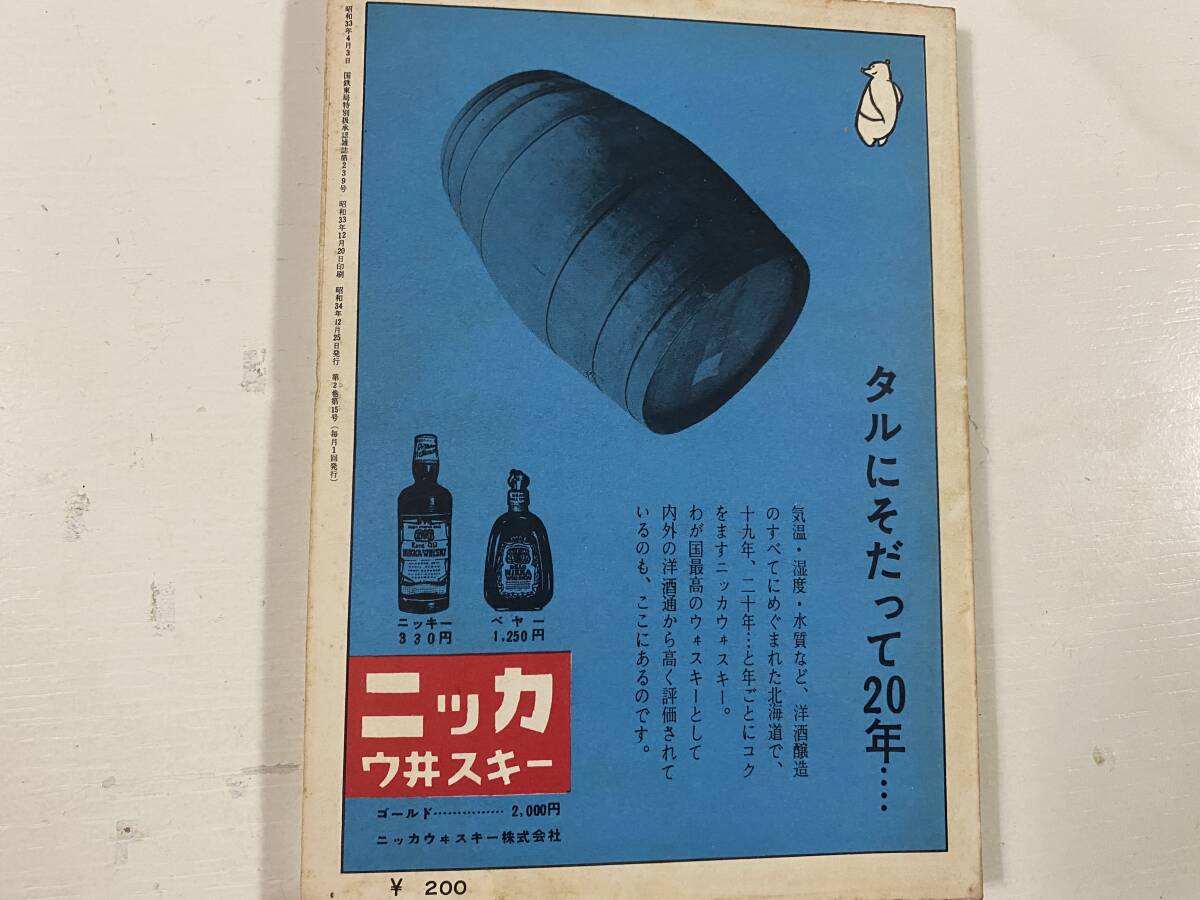 タルにそだって20年‥‥
気温・湿度・水質など、洋酒醸造
のすべてにめぐまれた北海道で、
十九年、二十年…と年ごとにコク
をますニッカウヰスキー。
わが国最高のウヰスキーとして
内外の洋酒通から高く評価されて
いるのも、ここにあるのです。
ニッキー
330円
ベヤー
1,250円
Rare Old
NIKKA WHISKY
ニッカ
ウ井スキー
ゴールド……………2,000円
ニッカウヰスキー株式会社
¥ 200
昭和33年4月3日 国鉄東局特別扱承認雑誌第239号 昭和33年12月20日印刷 昭和34年12月25日発行 第2巻第15号（毎月1回発行）